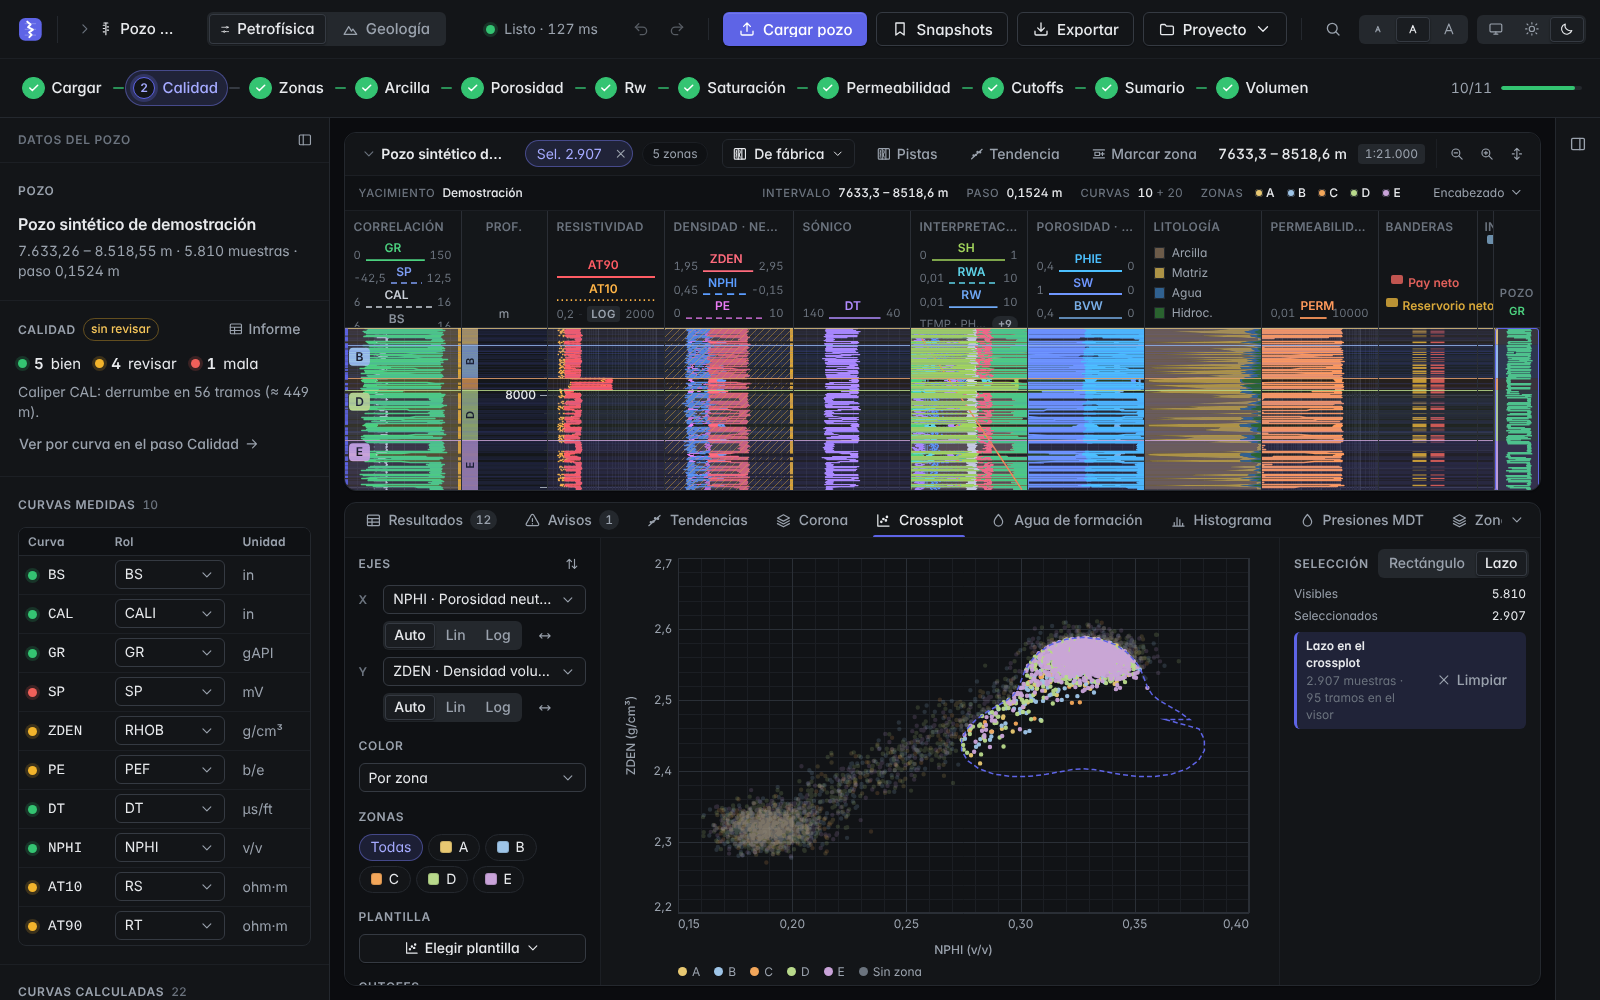 Pozo ...
Petrofísica
Geología
Listo · 127 ms
Cargar pozo
Snapshots
Exportar
Proyecto
A
A
A
Cargar
2
Calidad
Zonas
Arcilla
Porosidad
Rw
Saturación
Permeabilidad
Cutoffs
Sumario
Volumen
10/11
DATOS DEL POZO
POZO
Pozo sintético de demostración
7.633,26 – 8.518,55 m · 5.810 muestras ·
paso 0,1524 m
CALIDAD
sin revisar
Informe
5 bien
4 revisar
1 mala
Caliper CAL: derrumbe en 56 tramos (≈ 449
m).
Ver por curva en el paso Calidad →
CURVAS MEDIDAS 10
Curva Rol Unidad
BS BS in
CAL CALI in
GR GR gAPI
SP SP mV
ZDEN RHOB g/cm³
PE PEF b/e
DT DT µs/ft
NPHI NPHI v/v
AT10 RS ohm·m
AT90 RT ohm·m
CURVAS CALCULADAS 22
Pozo sintético d...
Sel. 2.907
5 zonas
De fábrica
Pistas
Tendencia
Marcar zona
7633,3 – 8518,6 m
1:21.000
YACIMIENTO Demostración
INTERVALO 7633,3 – 8518,6 m
PASO 0,1524 m
CURVAS 10 + 20
ZONAS A B C D E
Encabezado
CORRELACIÓN
0 GR 150
-42,5 SP 12,5
6 CAL 16
6 BS 16
PROF.
m
RESISTIVIDAD
AT90
AT10
0,2 LOG 2000
DENSIDAD · NE...
1,95 ZDEN 2,95
0,45 NPHI -0,15
0 PE 10
SÓNICO
140 DT 40
INTERPRETAC...
0 SH 1
0,01 RWA 10
0,01 RW 10
TEMP · PH +9
POROSIDAD · ...
0,4 PHIE 0
1 SW 0
0,4 BVW 0
LITOLOGÍA
Arcilla
Matriz
Agua
Hidroc.
PERMEABILID...
0,01 PERM 10000
BANDERAS
Pay neto
Reservorio neto
IN
POZO
GR
B
D
E
B
D
E
8000
Resultados 12
Avisos 1
Tendencias
Corona
Crossplot
Agua de formación
Histograma
Presiones MDT
Zon
EJES
X NPHI · Porosidad neut...
Auto Lin Log
Y ZDEN · Densidad volu...
Auto Lin Log
COLOR
Por zona
ZONAS
Todas A B
C D E
PLANTILLA
Elegir plantilla
CUTOFFS
ZDEN (g/cm³)
2,7
2,6
2,5
2,4
2,3
2,2
0,15 0,20 0,25 0,30 0,35 0,40
NPHI (v/v)
A B C D E Sin zona
SELECCIÓN
Rectángulo
Lazo
Visibles 5.810
Seleccionados 2.907
Lazo en el
crossplot
2.907 muestras ·
95 tramos en el
visor
Limpiar